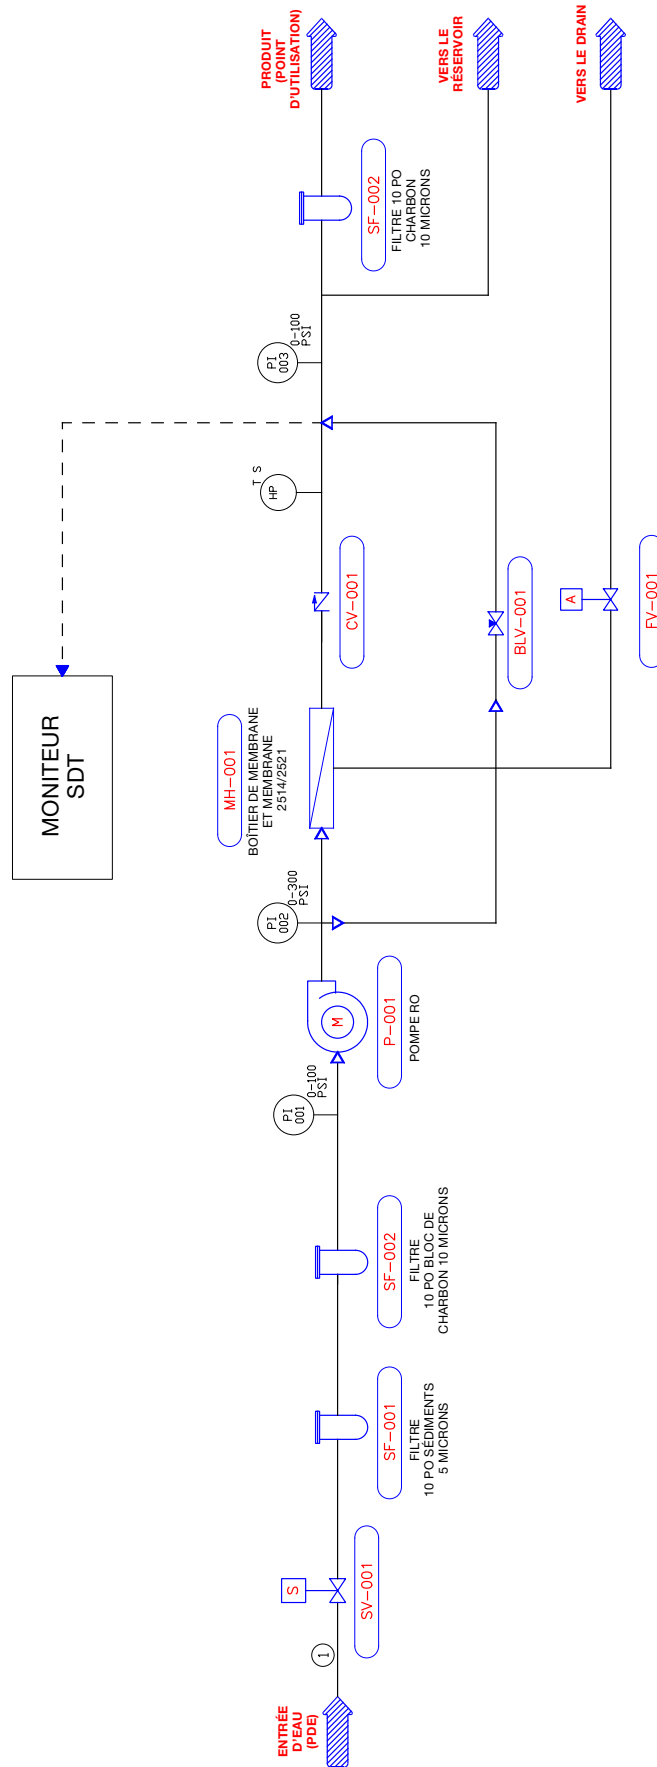 ENTRÉE
D'EAU
(PDE)
1
S
SV-001
SF-001
FILTRE
10 PO SÉDIMENTS
5 MICRONS
SF-002
FILTRE
10 PO BLOC DE
CHARBON 10 MICRONS
PI
001
0-100
PSI
M
P-001
POMPE RO
PI
002
0-300
PSI
MH-001
BOÎTIER DE MEMBRANE
ET MEMBRANE
2514/2521
MONITEUR
SDT
CV-001
BLV-001
A
FV-001
HP
T S
PI
003
0-100
PSI
SF-002
FILTRE 10 PO
CHARBON
10 MICRONS
PRODUIT
(POINT
D'UTILISATION)
VERS LE
RÉSERVOIR
VERS LE DRAIN